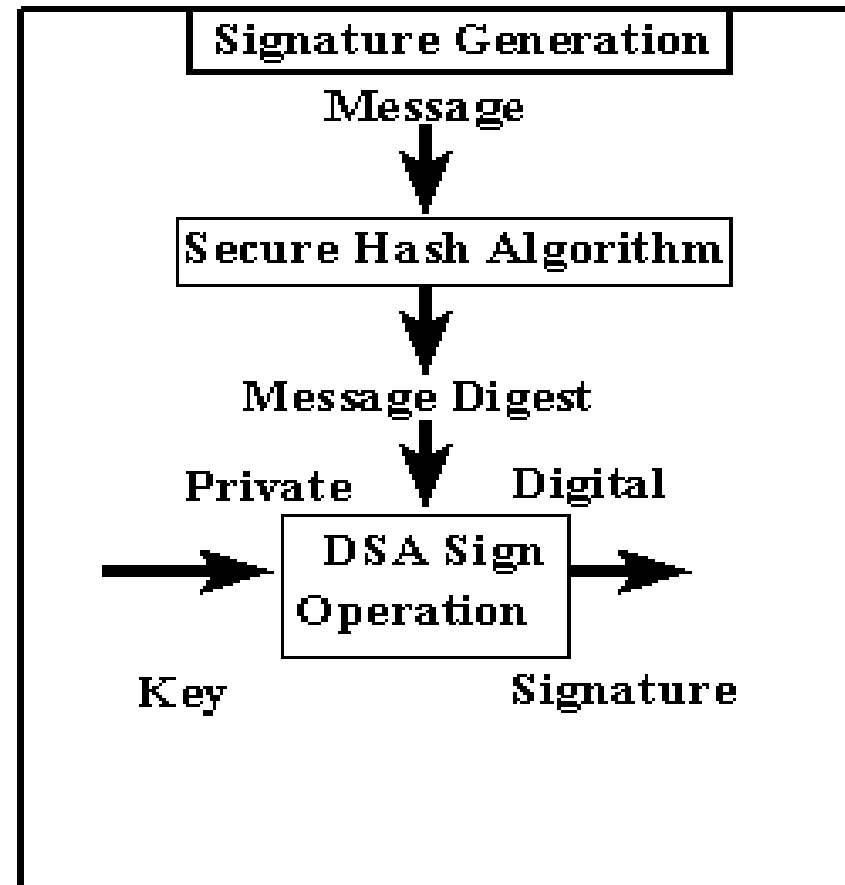 Signature Generation
Message
Secure Hash Algorithm
Message Digest
Private
Digital
DSA Sign
Operation
Key
Signature